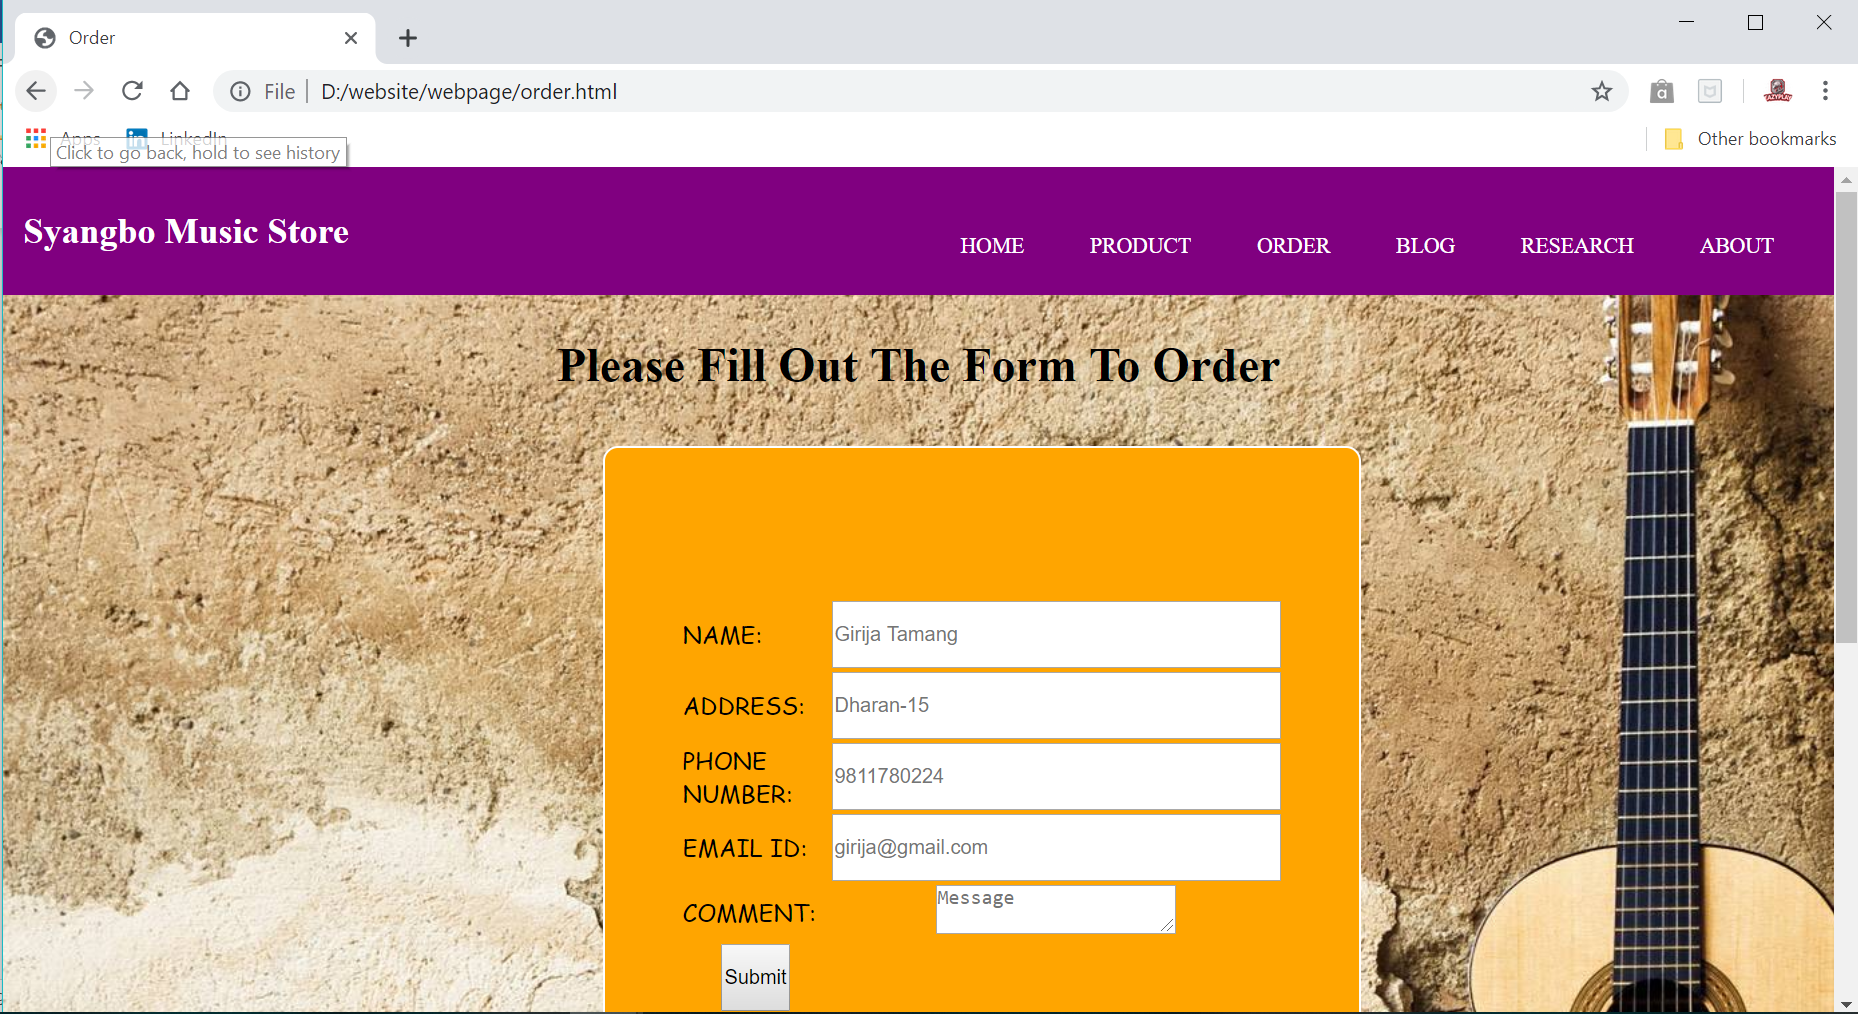 Order
File D:/website/webpage/order.html
Apps LinkedIn Other bookmarks
Click to go back, hold to see history
Syangbo Music Store
HOME PRODUCT ORDER BLOG RESEARCH ABOUT
Please Fill Out The Form To Order
NAME: Girija Tamang
ADDRESS: Dharan-15
PHONE
NUMBER: 9811780224
EMAIL ID: girija@gmail.com
COMMENT: Message
Submit